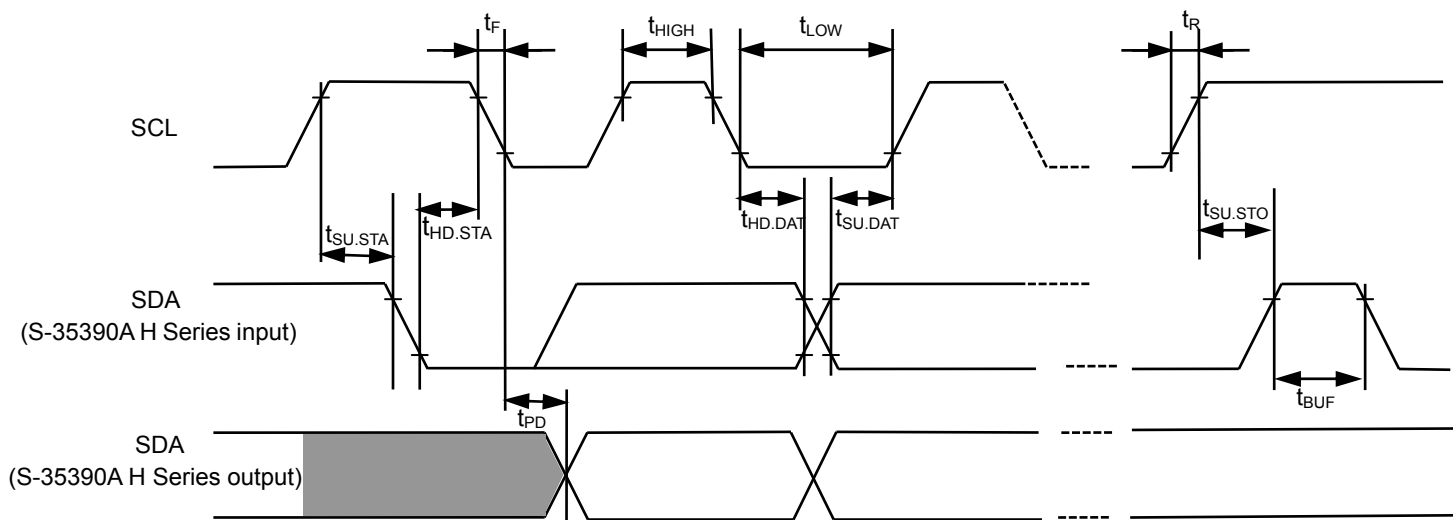 tF
tHIGH
tLOW
tR
SCL
tSU.STA
tHD.STA
tHD.DAT
tSU.DAT
tSU.STO
SDA
(S-35390A H Series input)
tBUF
tPD
SDA
(S-35390A H Series output)